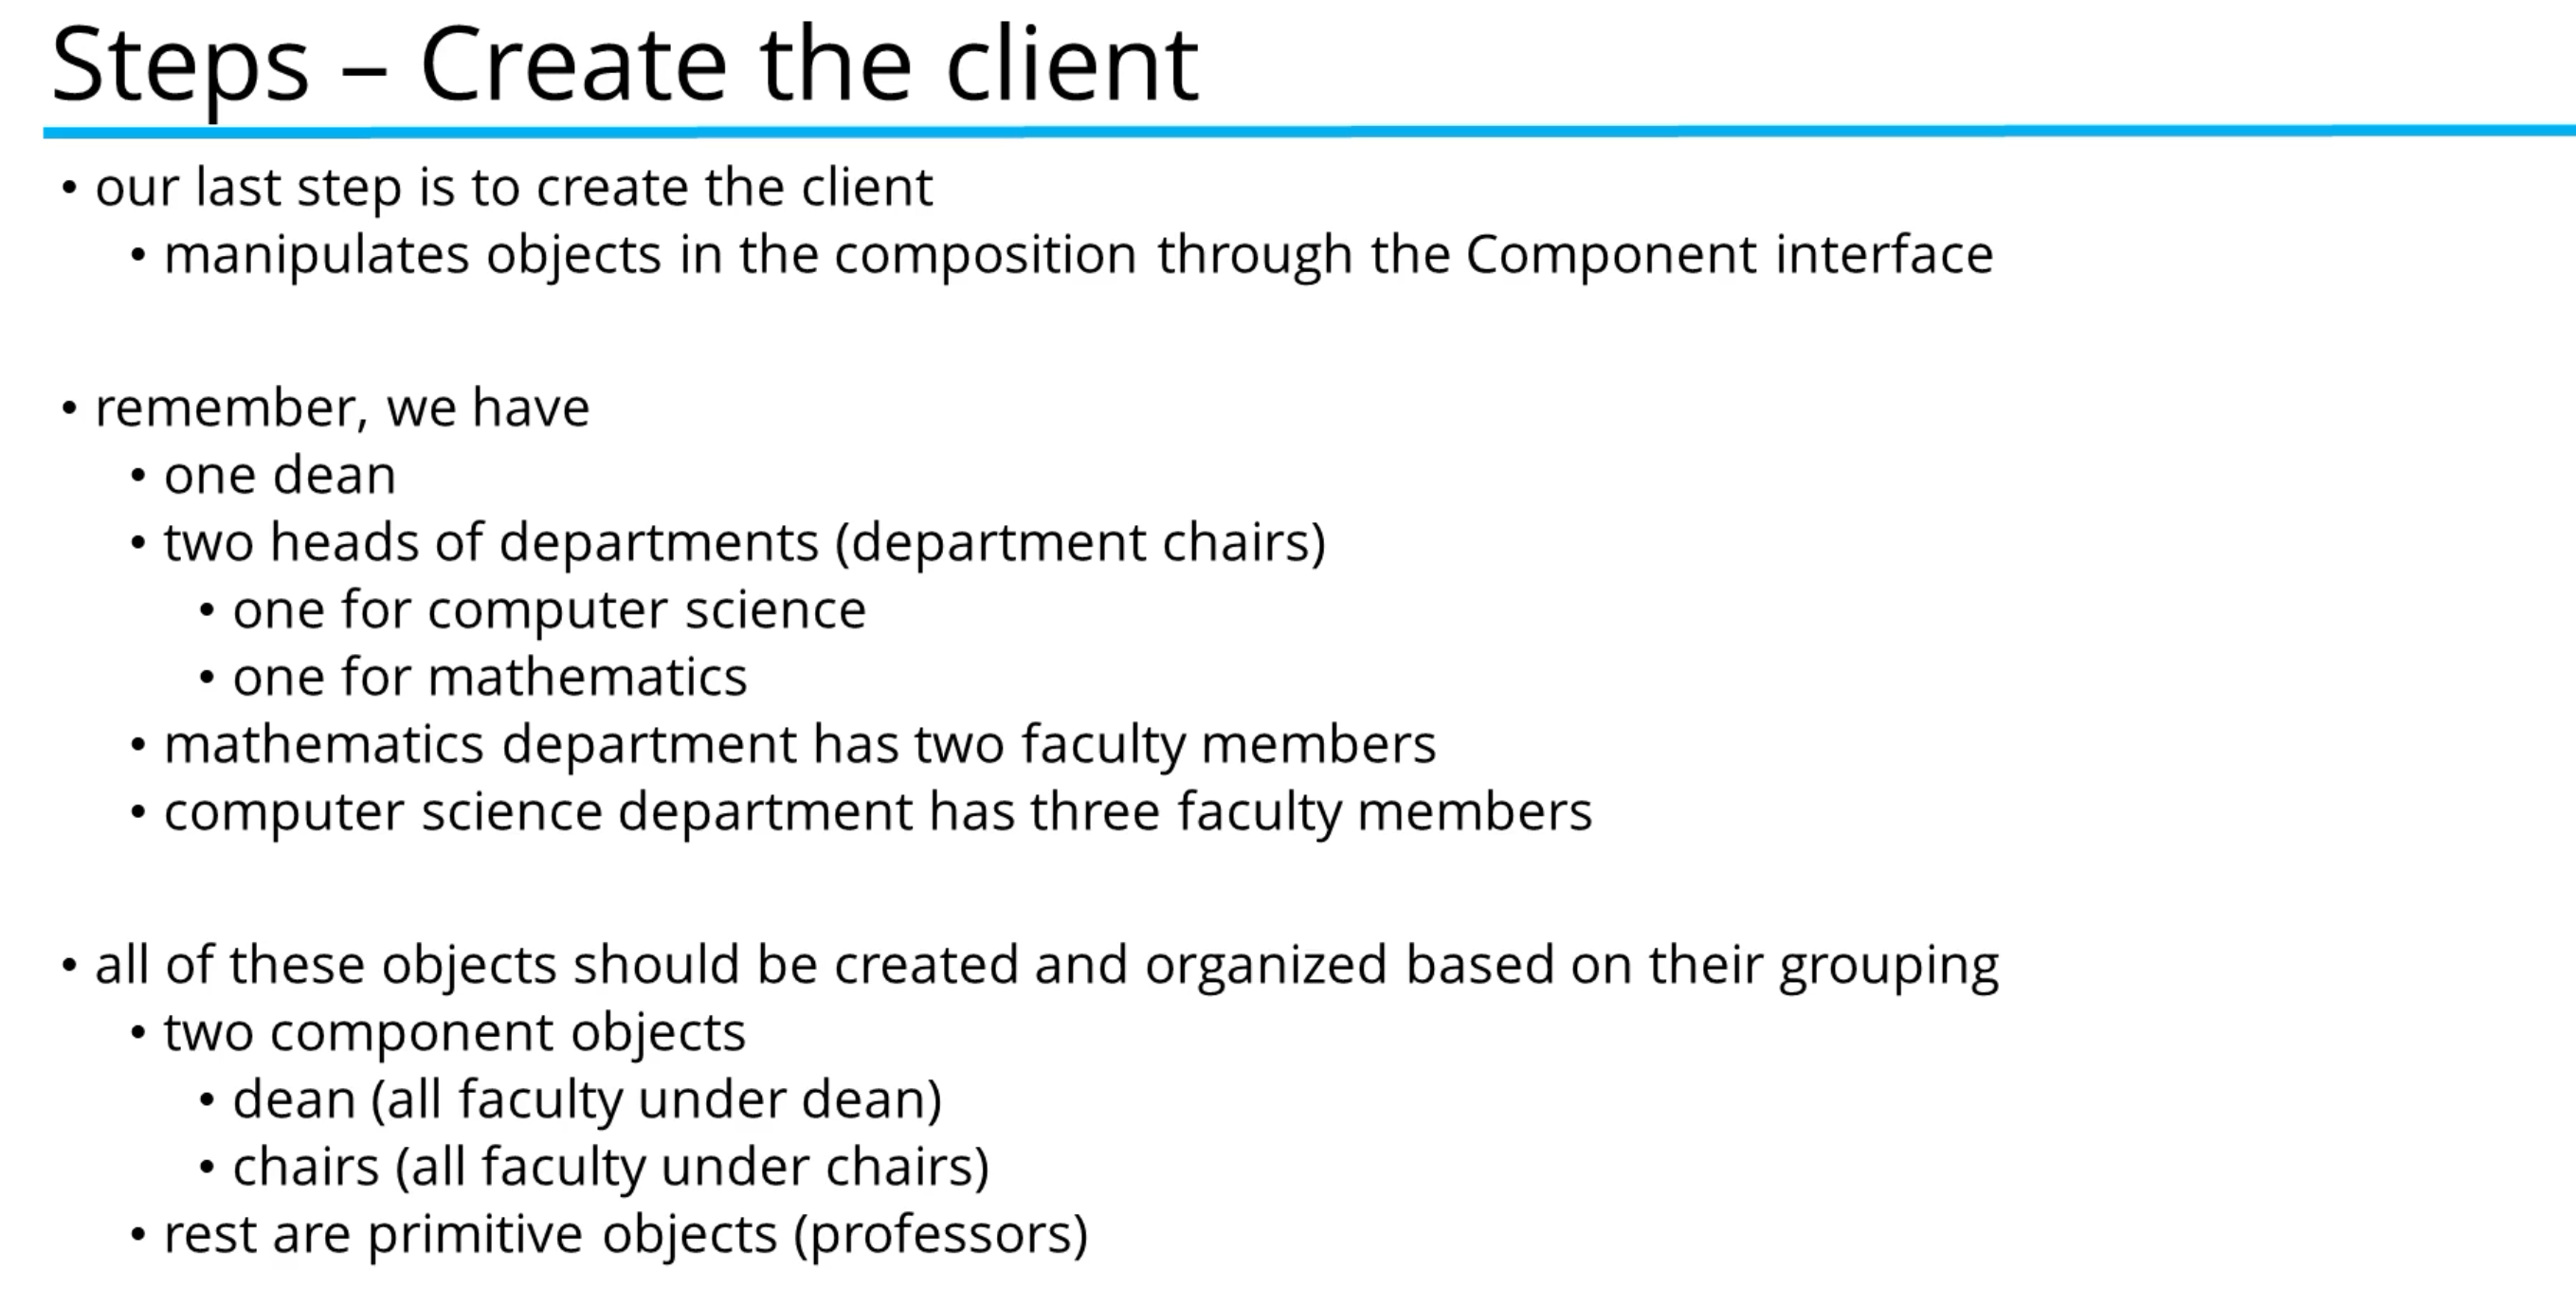 Steps – Create the client
• our last step is to create the client
• manipulates objects in the composition through the Component interface
• remember, we have
• one dean
• two heads of departments (department chairs)
• one for computer science
• one for mathematics
• mathematics department has two faculty members
• computer science department has three faculty members
• all of these objects should be created and organized based on their grouping
• two component objects
• dean (all faculty under dean)
• chairs (all faculty under chairs)
• rest are primitive objects (professors)